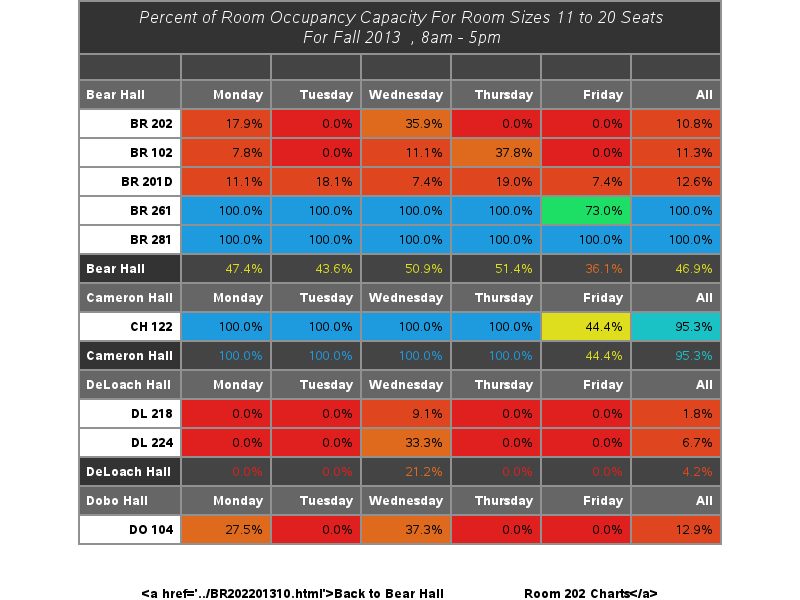 Percent of Room Occupancy Capacity For Room Sizes 11 to 20 Seats
For Fall 2013 , 8am - 5pm
Bear Hall Monday Tuesday Wednesday Thursday Friday All
BR 202 17.9% 0.0% 35.9% 0.0% 0.0% 10.8%
BR 102 7.8% 0.0% 11.1% 37.8% 0.0% 11.3%
BR 201D 11.1% 18.1% 7.4% 19.0% 7.4% 12.6%
BR 261 100.0% 100.0% 100.0% 100.0% 73.0% 100.0%
BR 281 100.0% 100.0% 100.0% 100.0% 100.0% 100.0%
Bear Hall 47.4% 43.6% 50.9% 51.4% 36.1% 46.9%
Cameron Hall Monday Tuesday Wednesday Thursday Friday All
CH 122 100.0% 100.0% 100.0% 100.0% 44.4% 95.3%
Cameron Hall 100.0% 100.0% 100.0% 100.0% 44.4% 95.3%
DeLoach Hall Monday Tuesday Wednesday Thursday Friday All
DL 218 0.0% 0.0% 9.1% 0.0% 0.0% 1.8%
DL 224 0.0% 0.0% 33.3% 0.0% 0.0% 6.7%
DeLoach Hall 0.0% 0.0% 21.2% 0.0% 0.0% 4.2%
Dobo Hall Monday Tuesday Wednesday Thursday Friday All
DO 104 27.5% 0.0% 37.3% 0.0% 0.0% 12.9%
<a href='../BR202201310.html'>Back to Bear Hall Room 202 Charts</a>